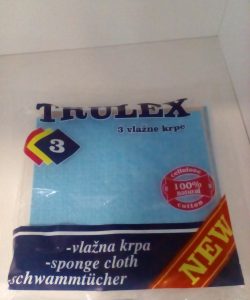 TRULEX
3 vlažne krpe
3
cellulose
100%
natural
cotton
-vlažna krpa
-sponge cloth
-schwammtücher
NEW